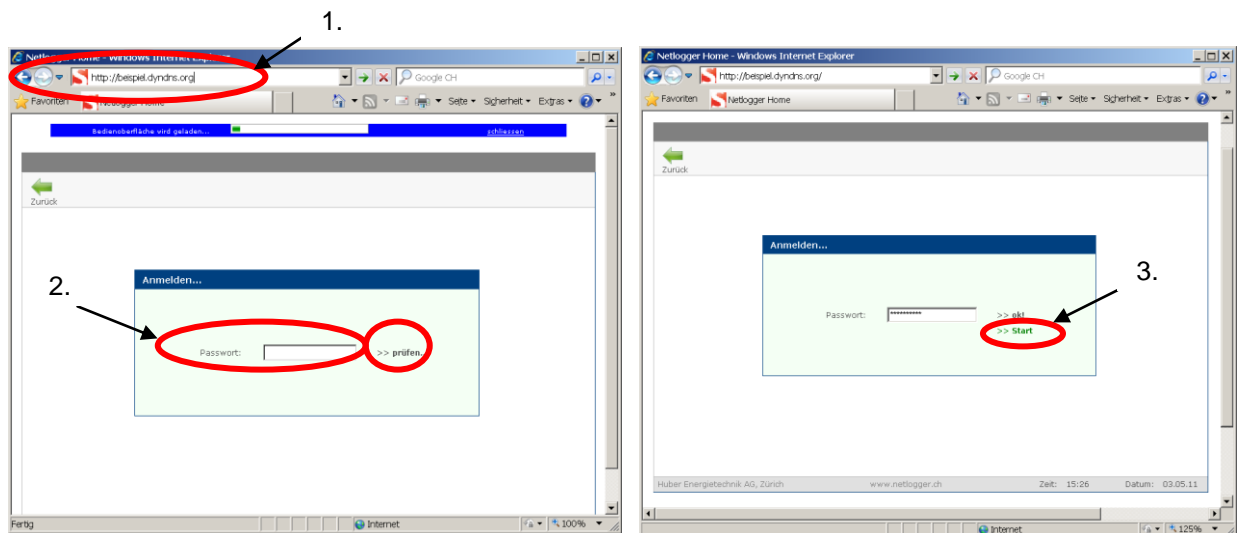 1.
Netlogger Home - Windows Internet Explorer
http://beispiel.dyndns.org
Google CH
Favoriten
Netlogger Home
Seite
Sicherheit
Extras
»
Bedienoberfläche wird geladen...
schliessen
Zurück
2.
Anmelden...
Passwort:
>> prüfen...
Fertig
Internet
100%
Netlogger Home - Windows Internet Explorer
http://beispiel.dyndns.org/
Google CH
Favoriten
Netlogger Home
Seite
Sicherheit
Extras
»
Zurück
Anmelden...
3.
Passwort: ********** >> ok!
>> Start
Huber Energietechnik AG, Zürich www.netlogger.ch Zeit: 15:26 Datum: 03.05.11
Internet
125%